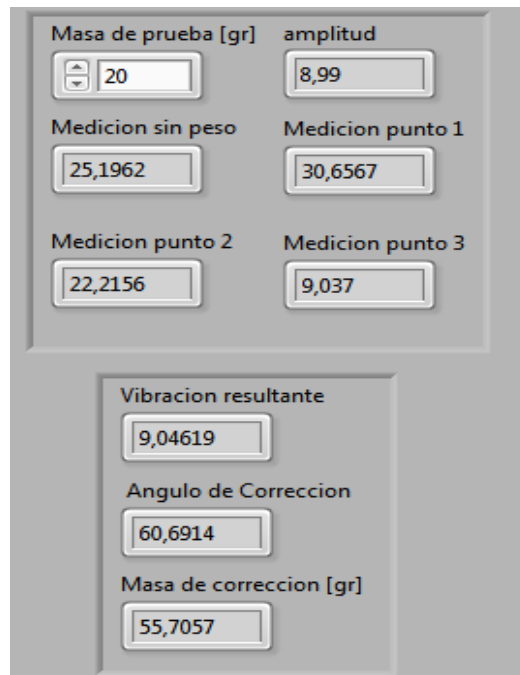 Masa de prueba [gr] amplitud
20 8,99
Medicion sin peso Medicion punto 1
25,1962 30,6567
Medicion punto 2 Medicion punto 3
22,2156 9,037
Vibracion resultante
9,04619
Angulo de Correccion
60,6914
Masa de correccion [gr]
55,7057